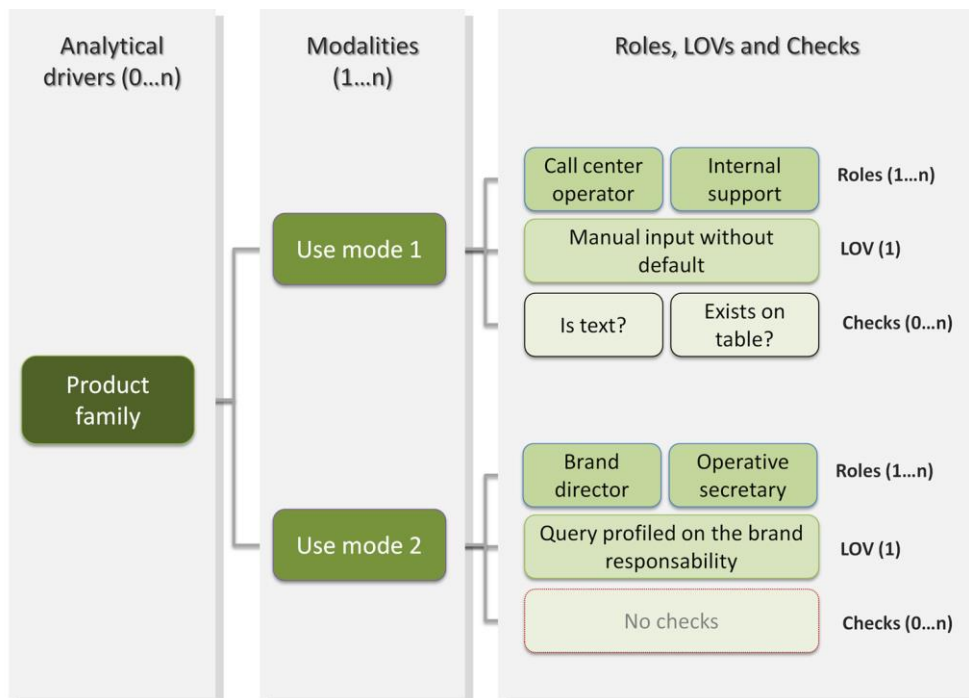 Analytical
drivers (0...n)
Modalities
(1...n)
Roles, LOVs and Checks
Product
family
Use mode 1
Call center
operator
Internal
support
Roles (1...n)
Manual input without
default
LOV (1)
Is text?
Exists on
table?
Checks (0...n)
Use mode 2
Brand
director
Operative
secretary
Roles (1...n)
Query profiled on the brand
responsability
LOV (1)
No checks
Checks (0...n)